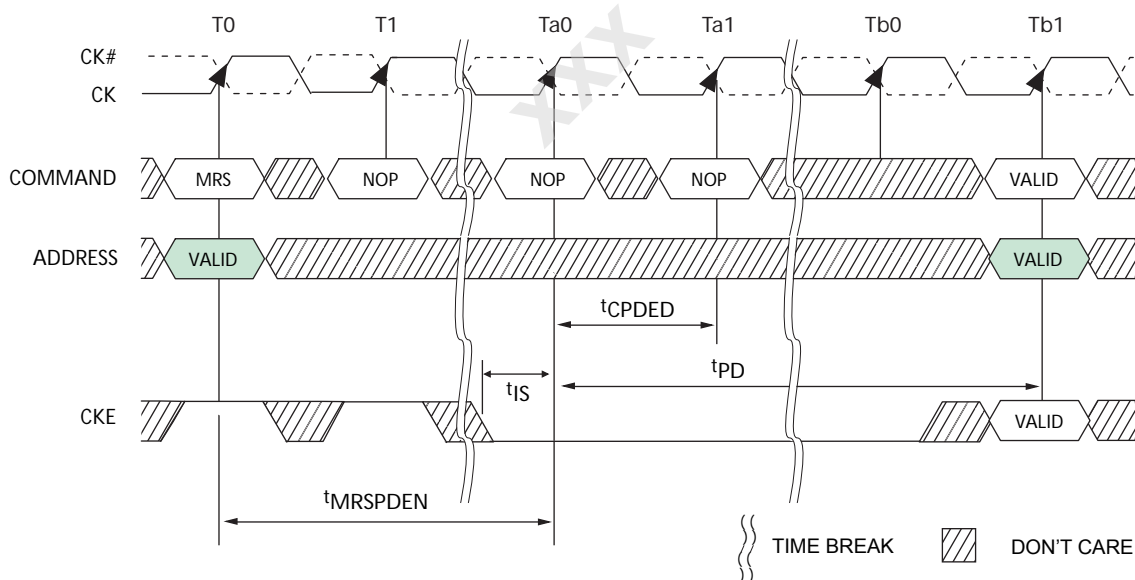 T0 T1 Ta0 Ta1 Tb0 Tb1
CK#
CK
XXX
COMMAND MRS NOP NOP NOP VALID
ADDRESS VALID VALID
tCPDED
tPD
tIS
CKE VALID
tMRSPDEN
TIME BREAK DON'T CARE